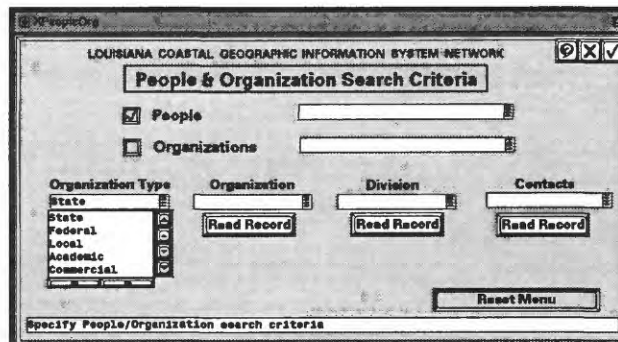 XPeopleOrg
LOUISIANA COASTAL GEOGRAPHIC INFORMATION SYSTEM NETWORK
People & Organization Search Criteria
People
Organizations
Organization Type Organization Division Contacts
State
Read Record Read Record Read Record
State
Federal
Local
Academic
Commercial
Reset Menu
Specify People/Organization search criteria